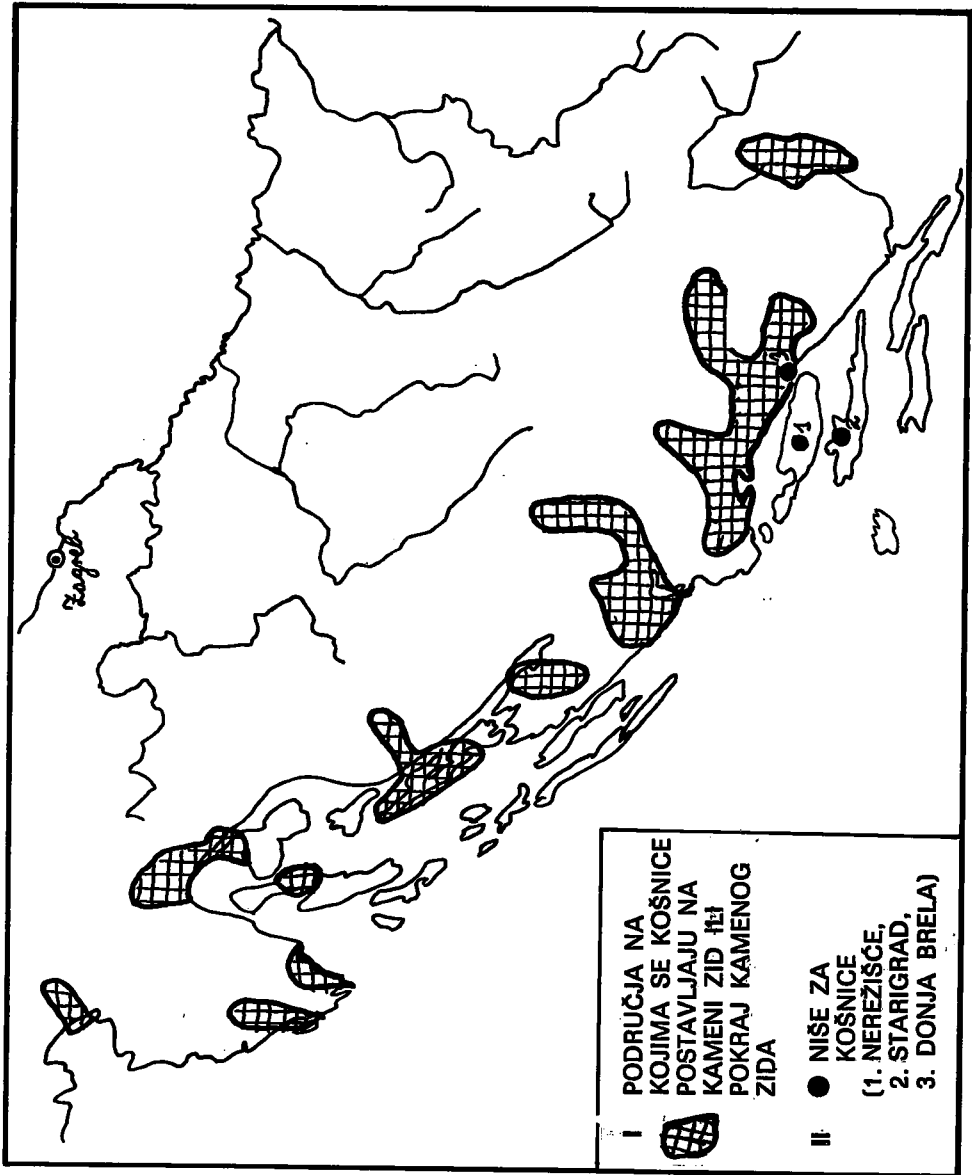 Zagreb
3
1
2
I PODRUČJA NA
KOJIMA SE KOŠNICE
POSTAVLJAJU NA
KAMENI ZID ILI
POKRAJ KAMENOG
ZIDA
II NIŠE ZA
KOŠNICE
(1. NEREŽIŠĆE,
2. STARIGRAD,
3. DONJA BRELA)